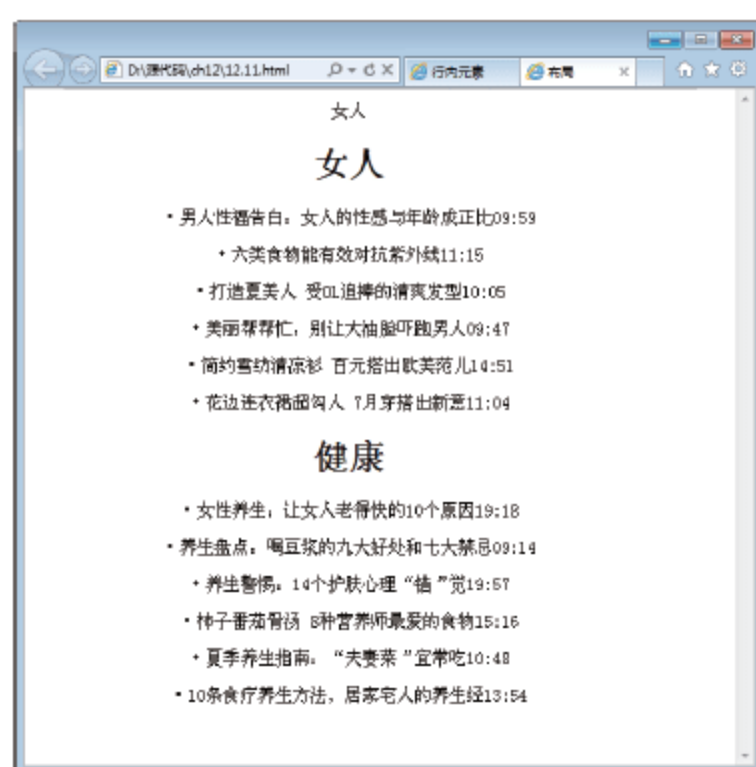 D:\源代码\ch12\12.11.html
行内元素
布局
女人
女人
• 男人性福告白：女人的性感与年龄成正比09:59
• 六类食物能有效对抗紫外线11:15
• 打造夏美人 受OL追捧的清爽发型10:05
• 美丽帮帮忙：别让大油脸吓跑男人09:47
• 简约雪纺清凉衫 百元搭出欧美范儿14:51
• 花边连衣裙超勾人 7月穿搭出新意11:04
健康
• 女性养生：让女人老得快的10个原因19:18
• 养生盘点：喝豆浆的九大好处和七大禁忌09:14
• 养生警惕：14个护肤心理“错”觉19:57
• 柿子番茄骨汤 8种营养师最爱的食物15:16
• 夏季养生指南：“夫妻菜”宜常吃10:48
• 10条食疗养生方法，居家宅人的养生经13:54